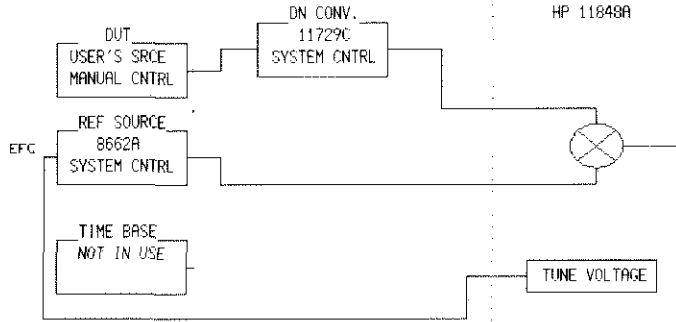 HP 11848A
DN CONV.
11729C
SYSTEM CNTRL
DUT
USER'S SRCE
MANUAL CNTRL
REF SOURCE
8662A
SYSTEM CNTRL
EFC
TIME BASE
NOT IN USE
TUNE VOLTAGE